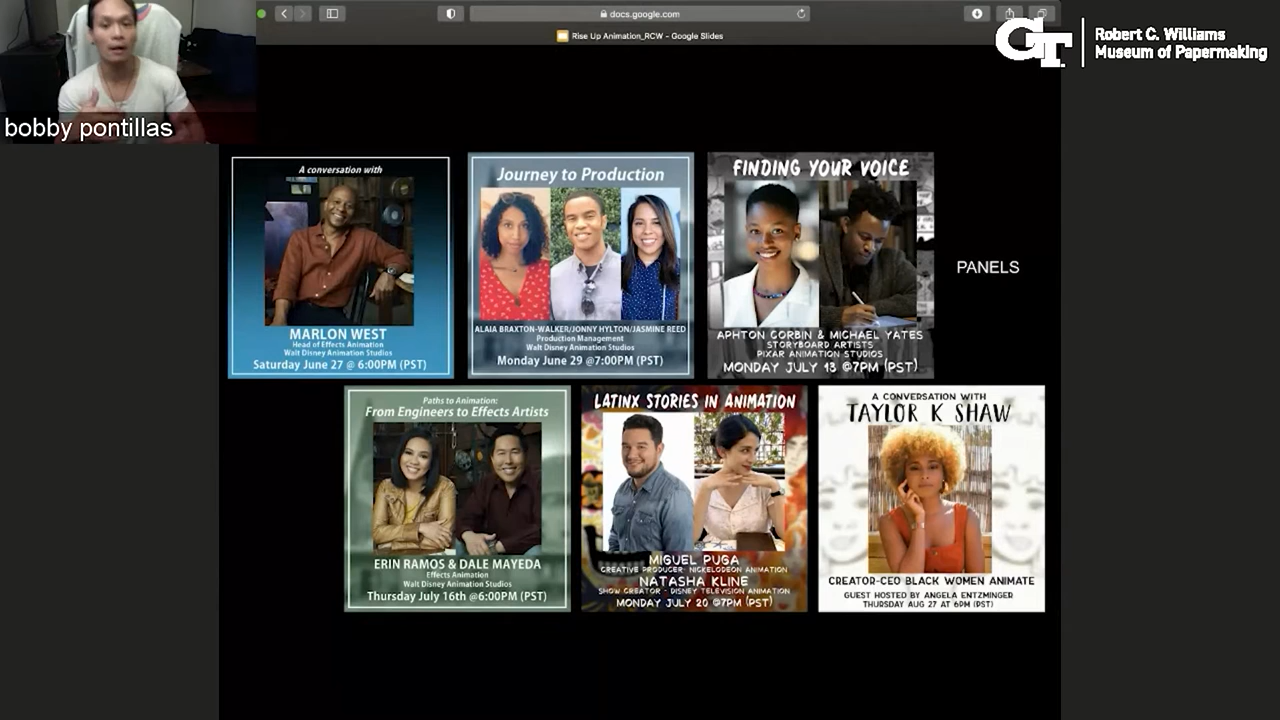 docs.google.com
Rise Up Animation_RCW – Google Slides
GT
Robert C. Williams
Museum of Papermaking
bobby pontillas
A conversation with
MARLON WEST
Head of Effects Animation
Walt Disney Animation Studios
Saturday June 27 @ 6:00PM (PST)
Journey to Production
ALAIA BRAXTON-WALKER/JONNY HYLTON/JASMINE REED
Production Management
Walt Disney Animation Studios
Monday June 29 @7:00PM (PST)
FINDING YOUR VOICE
APHTON CORBIN & MICHAEL YATES
STORYBOARD ARTISTS
PIXAR ANIMATION STUDIOS
MONDAY JULY 13 @7PM (PST)
PANELS
Paths to Animation:
From Engineers to Effects Artists
ERIN RAMOS & DALE MAYEDA
Effects Animation
Walt Disney Animation Studios
Thursday July 16th @6:00PM (PST)
LATINX STORIES IN ANIMATION
MIGUEL PUGA
CREATIVE PRODUCER- NICKELODEON ANIMATION
NATASHA KLINE
SHOW CREATOR - DISNEY TELEVISION ANIMATION
MONDAY JULY 20 @7PM (PST)
A CONVERSATION WITH
TAYLOR K SHAW
CREATOR-CEO BLACK WOMEN ANIMATE
GUEST HOSTED BY ANGELA ENTZMINGER
THURSDAY AUG 27 AT 6PM (PST)